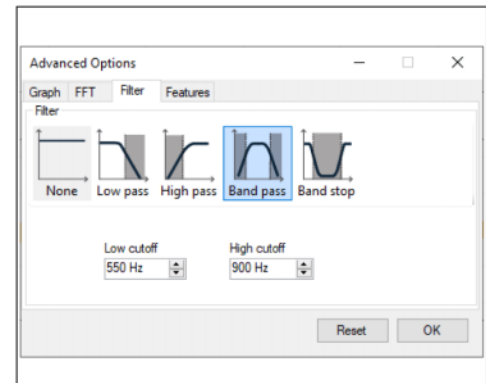 Advanced Options
Graph FFT Filter Features
Filter
None Low pass High pass Band pass Band stop
Low cutoff High cutoff
550 Hz 900 Hz
Reset OK